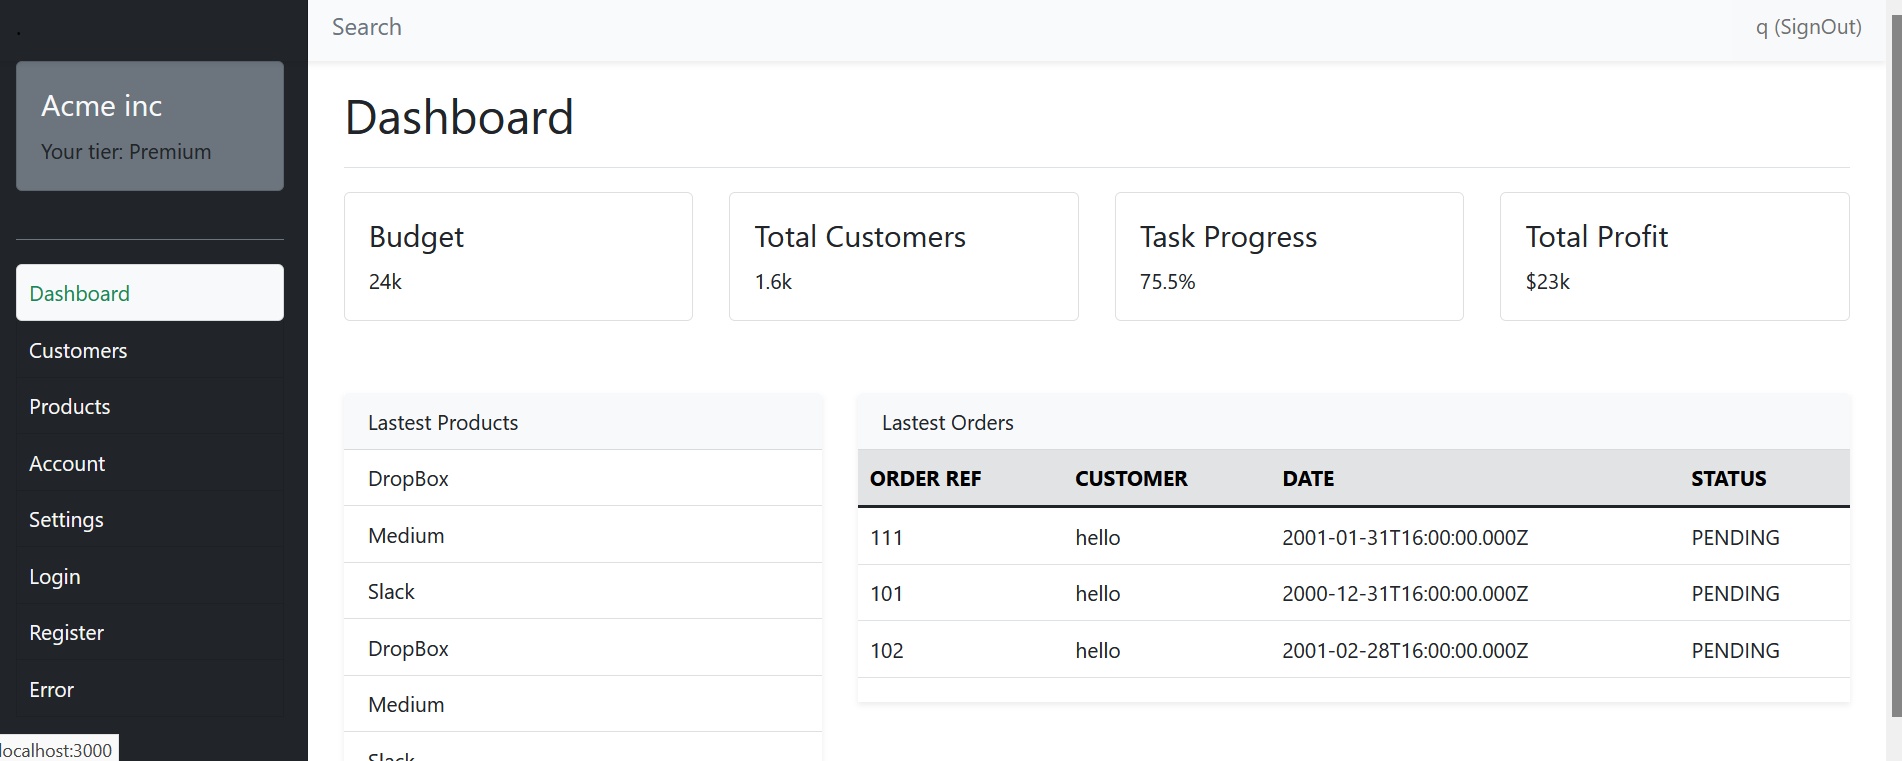 .
Search
q (SignOut)
Acme inc
Your tier: Premium
Dashboard
Customers
Products
Account
Settings
Login
Register
Error
localhost:3000
Dashboard
Budget
24k
Total Customers
1.6k
Task Progress
75.5%
Total Profit
$23k
Lastest Products
DropBox
Medium
Slack
DropBox
Medium
Slack
Lastest Orders
ORDER REF CUSTOMER DATE STATUS
111 hello 2001-01-31T16:00:00.000Z PENDING
101 hello 2000-12-31T16:00:00.000Z PENDING
102 hello 2001-02-28T16:00:00.000Z PENDING